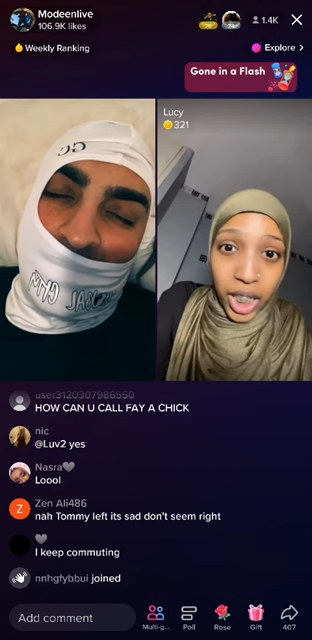 Modeenlive
106.9K likes
1.4K
Weekly Ranking
Explore >
Gone in a Flash
Lucy
321
GYM
user3120307986550
HOW CAN U CALL FAY A CHICK
nic
@Luv2 yes
Nasra🩶
Loool
Z
Zen Ali486
nah Tommy left its sad don't seem right
🩶
I keep commuting
nnhgfybbui joined
Add comment
Multi-g...
Poll
Rose
Gift
407